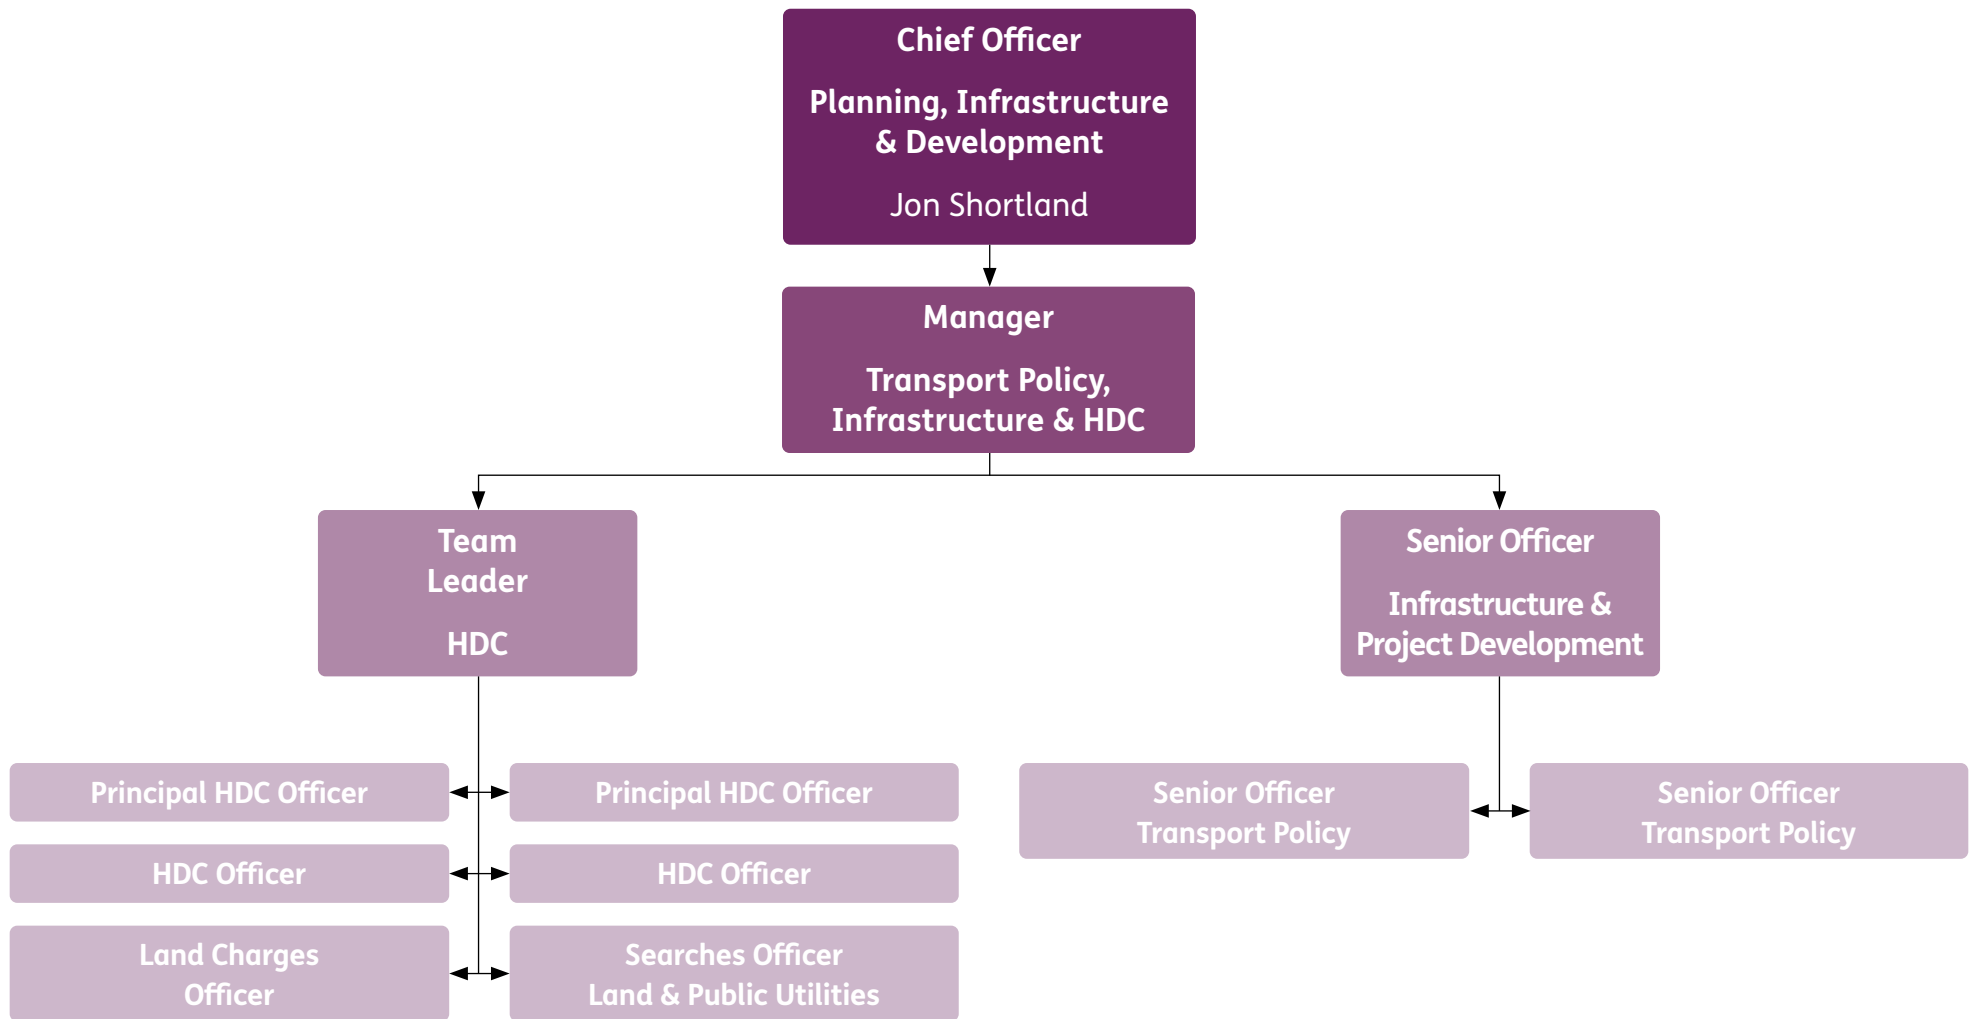 Chief Officer
Planning, Infrastructure
& Development
Jon Shortland
Manager
Transport Policy,
Infrastructure & HDC
Team
Leader
HDC
Senior Officer
Infrastructure &
Project Development
Principal HDC Officer
Principal HDC Officer
HDC Officer
HDC Officer
Land Charges
Officer
Searches Officer
Land & Public Utilities
Senior Officer
Transport Policy
Senior Officer
Transport Policy